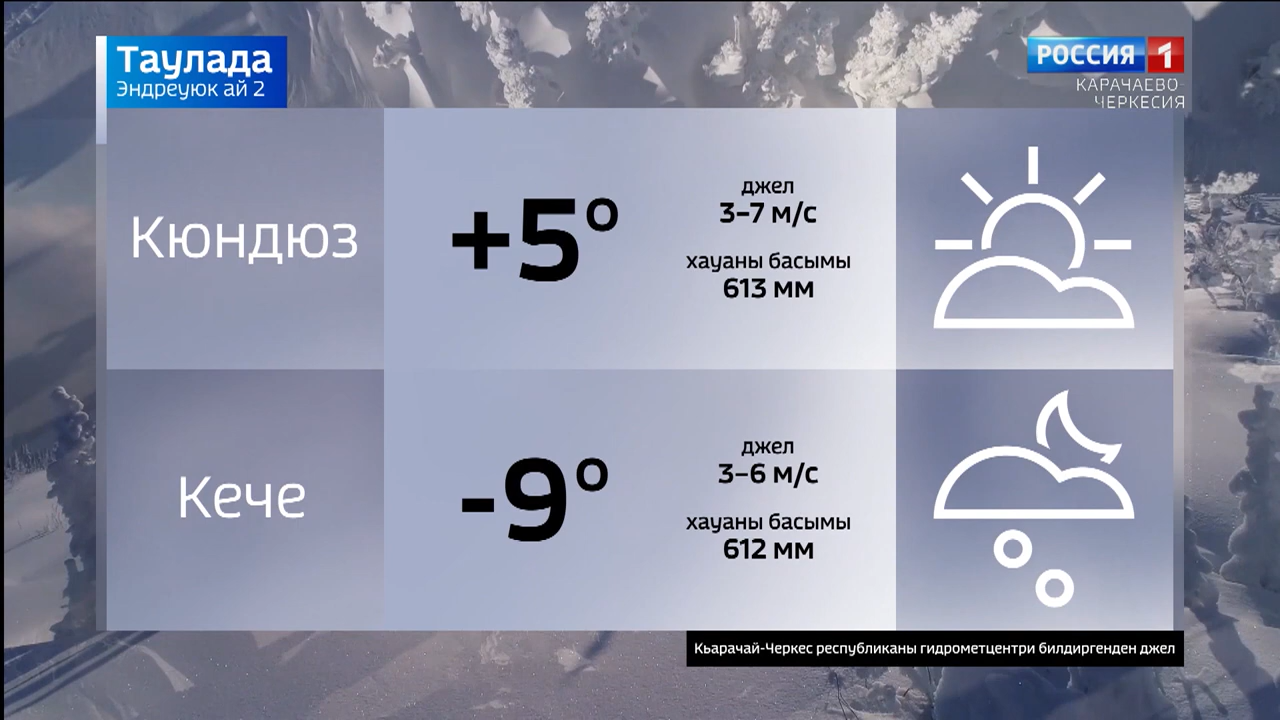 Таулада
Эндреуюк ай 2
РОССИЯ 1
КАРАЧАЕВО-
ЧЕРКЕСИЯ
Кюндюз
+5°
джел
3-7 м/с
хауаны басымы
613 мм
Кече
-9°
джел
3-6 м/с
хауаны басымы
612 мм
Кьарачай-Черкес республиканы гидрометцентри билдиргенден джел